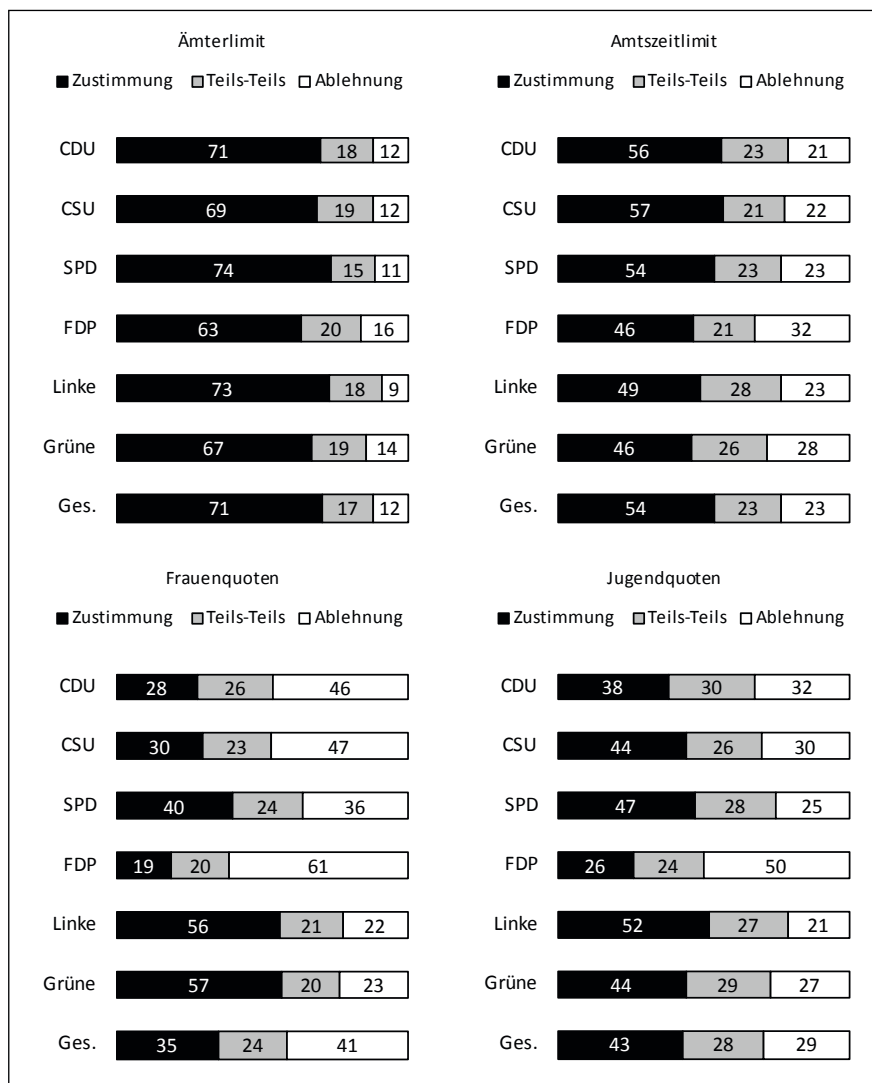 Ämterlimit
■Zustimmung ■Teils-Teils □Ablehnung
CDU 71 18 12
CSU 69 19 12
SPD 74 15 11
FDP 63 20 16
Linke 73 18 9
Grüne 67 19 14
Ges. 71 17 12
Amtszeitlimit
■Zustimmung ■Teils-Teils □Ablehnung
CDU 56 23 21
CSU 57 21 22
SPD 54 23 23
FDP 46 21 32
Linke 49 28 23
Grüne 46 26 28
Ges. 54 23 23
Frauenquoten
■Zustimmung ■Teils-Teils □Ablehnung
CDU 28 26 46
CSU 30 23 47
SPD 40 24 36
FDP 19 20 61
Linke 56 21 22
Grüne 57 20 23
Ges. 35 24 41
Jugendquoten
■Zustimmung ■Teils-Teils □Ablehnung
CDU 38 30 32
CSU 44 26 30
SPD 47 28 25
FDP 26 24 50
Linke 52 27 21
Grüne 44 29 27
Ges. 43 28 29